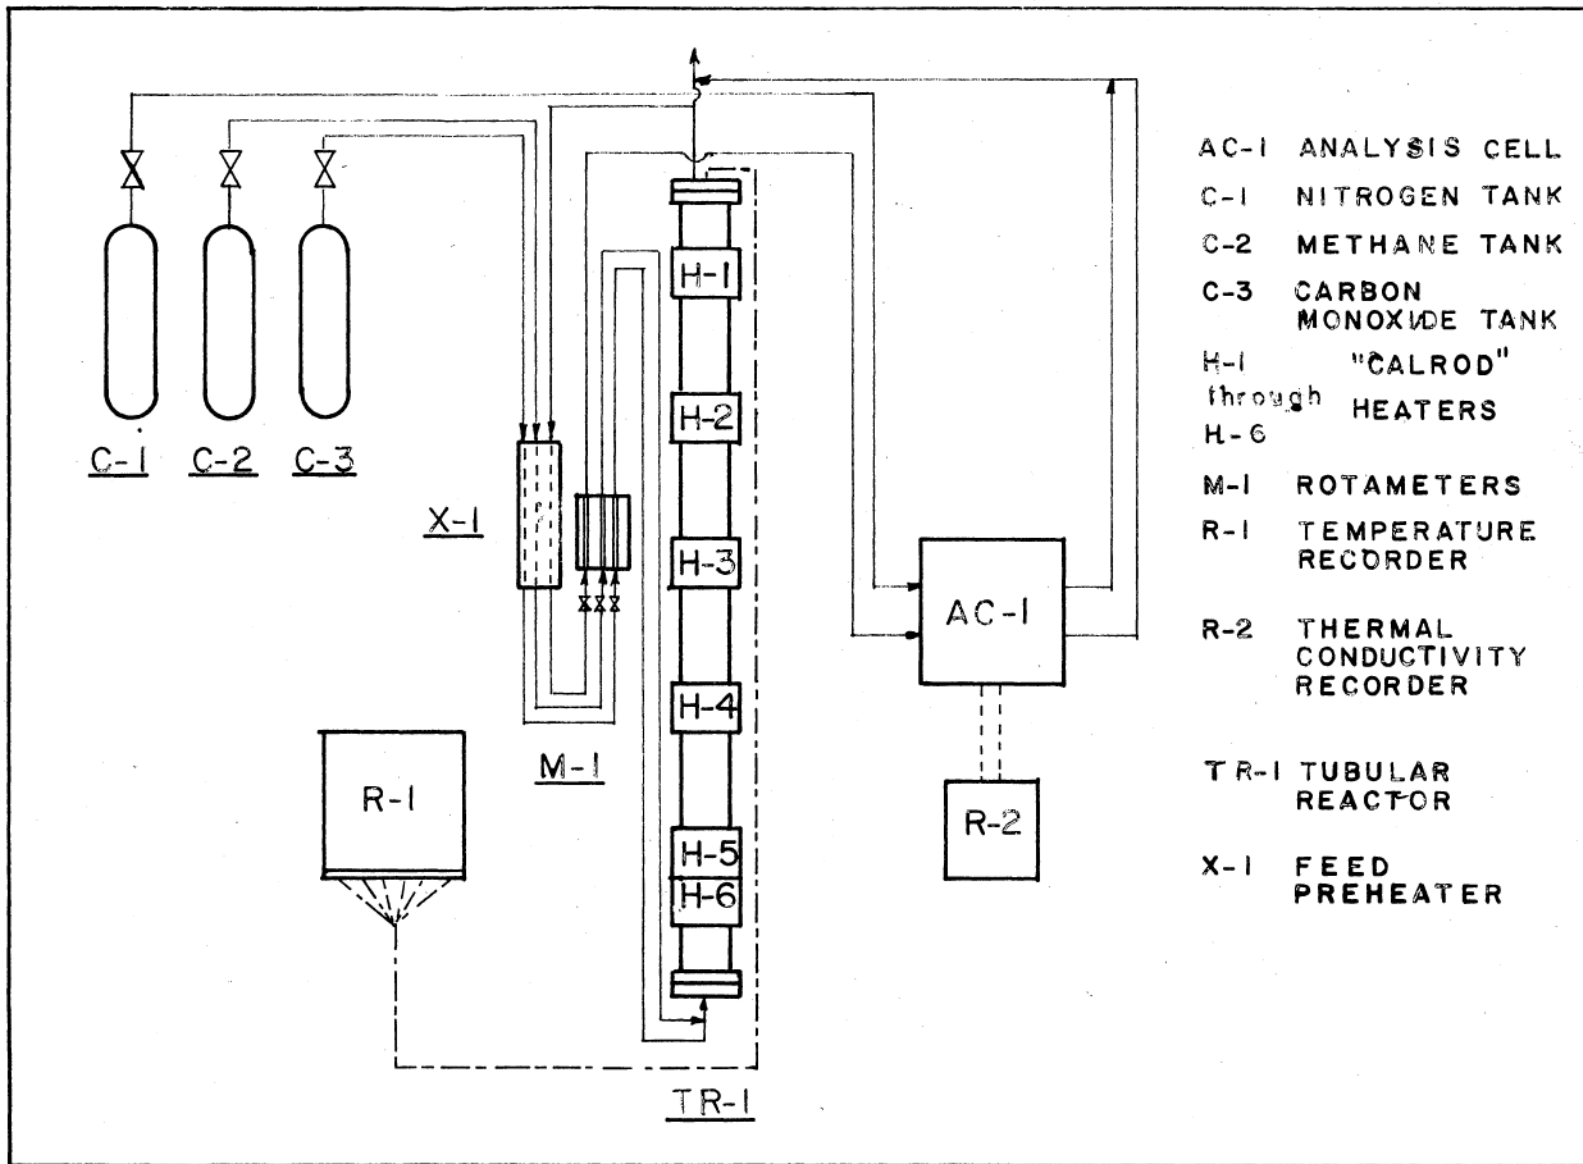 C-1
C-2
C-3
X-1
M-1
R-1
H-1
H-2
H-3
H-4
H-5
H-6
TR-1
AC-1
R-2
AC-1 ANALYSIS CELL
C-1 NITROGEN TANK
C-2 METHANE TANK
C-3 CARBON
MONOXIDE TANK
H-1 "CALROD"
through HEATERS
H-6
M-1 ROTAMETERS
R-1 TEMPERATURE
RECORDER
R-2 THERMAL
CONDUCTIVITY
RECORDER
TR-1 TUBULAR
REACTOR
X-1 FEED
PREHEATER